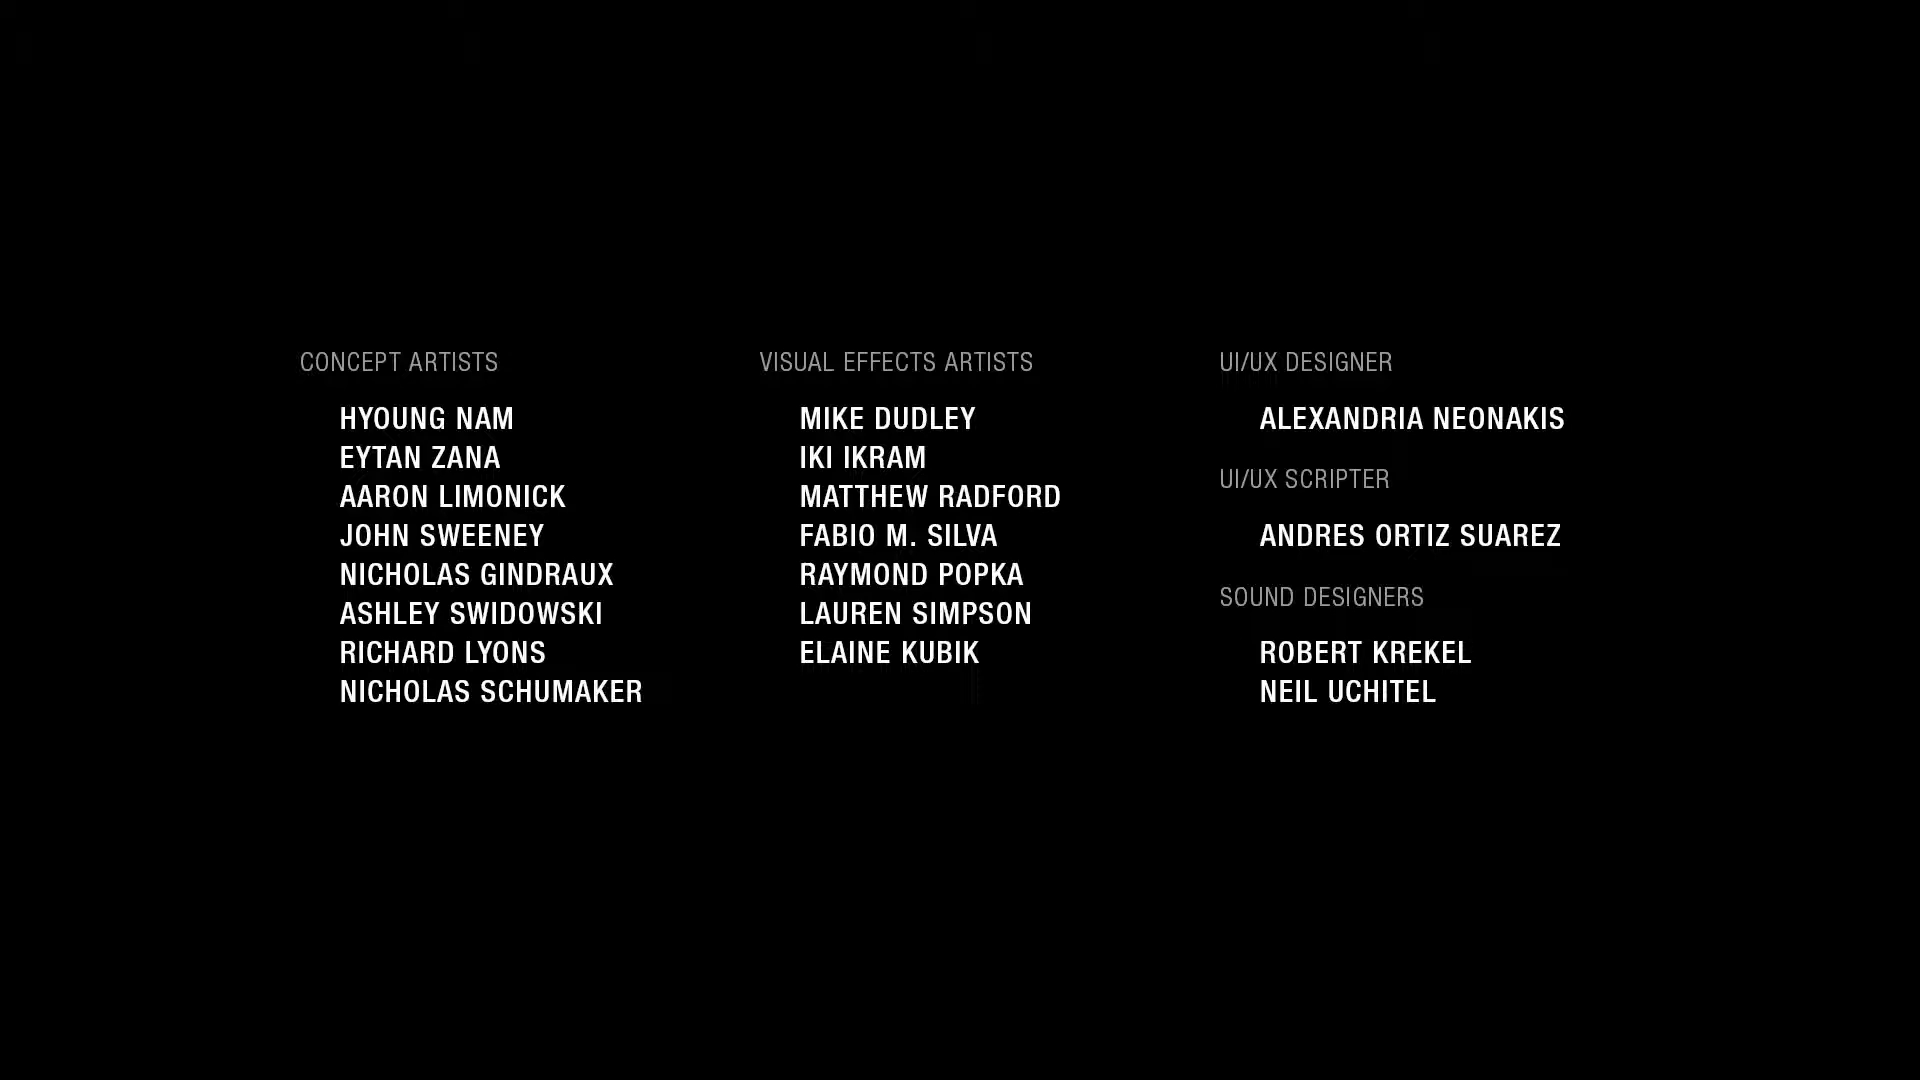 CONCEPT ARTISTS
HYOUNG NAM
EYTAN ZANA
AARON LIMONICK
JOHN SWEENEY
NICHOLAS GINDRAUX
ASHLEY SWIDOWSKI
RICHARD LYONS
NICHOLAS SCHUMAKER
VISUAL EFFECTS ARTISTS
MIKE DUDLEY
IKI IKRAM
MATTHEW RADFORD
FABIO M. SILVA
RAYMOND POPKA
LAUREN SIMPSON
ELAINE KUBIK
UI/UX DESIGNER
ALEXANDRIA NEONAKIS
UI/UX SCRIPTER
ANDRES ORTIZ SUAREZ
SOUND DESIGNERS
ROBERT KREKEL
NEIL UCHITEL